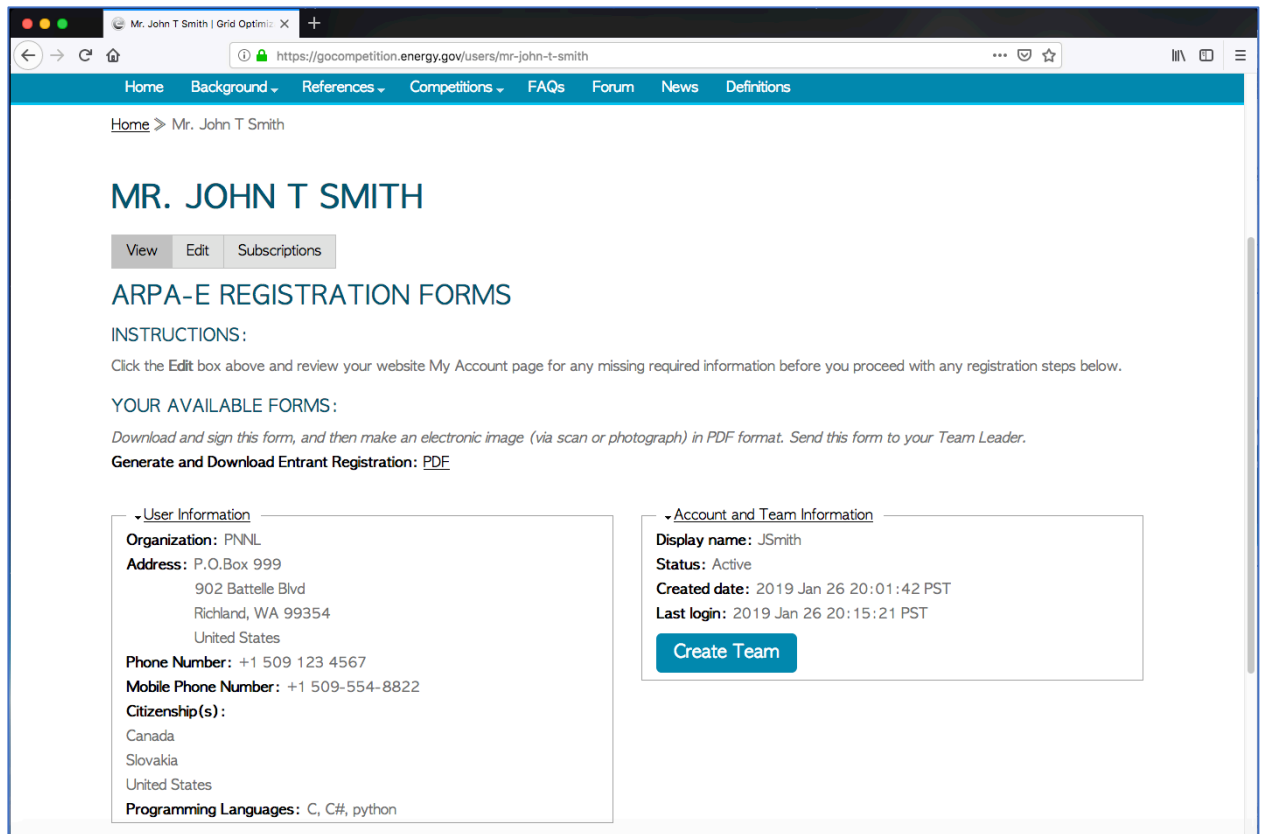 Mr. John T Smith | Grid Optimiz
https://gocompetition.energy.gov/users/mr-john-t-smith
Home Background References Competitions FAQs Forum News Definitions
Home > Mr. John T Smith
MR. JOHN T SMITH
View Edit Subscriptions
ARPA-E REGISTRATION FORMS
INSTRUCTIONS:
Click the Edit box above and review your website My Account page for any missing required information before you proceed with any registration steps below.
YOUR AVAILABLE FORMS:
Download and sign this form, and then make an electronic image (via scan or photograph) in PDF format. Send this form to your Team Leader.
Generate and Download Entrant Registration: PDF
User Information
Organization: PNNL
Address: P.O.Box 999
902 Battelle Blvd
Richland, WA 99354
United States
Phone Number: +1 509 123 4567
Mobile Phone Number: +1 509-554-8822
Citizenship(s):
Canada
Slovakia
United States
Programming Languages: C, C#, python
Account and Team Information
Display name: JSmith
Status: Active
Created date: 2019 Jan 26 20:01:42 PST
Last login: 2019 Jan 26 20:15:21 PST
Create Team